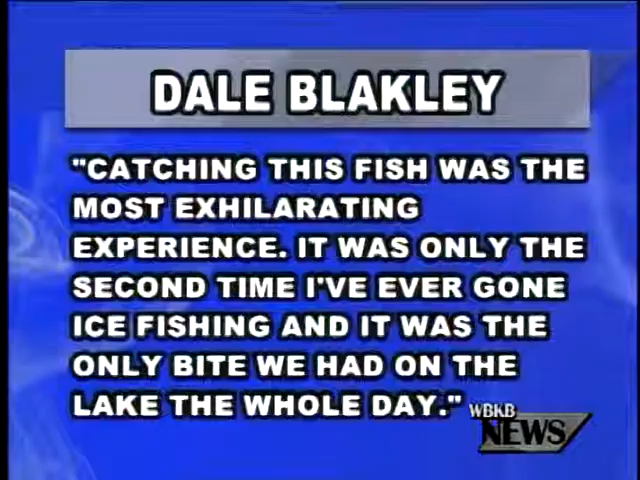 DALE BLAKLEY
"CATCHING THIS FISH WAS THE
MOST EXHILARATING
EXPERIENCE. IT WAS ONLY THE
SECOND TIME I'VE EVER GONE
ICE FISHING AND IT WAS THE
ONLY BITE WE HAD ON THE
LAKE THE WHOLE DAY."
WBKB
NEWS